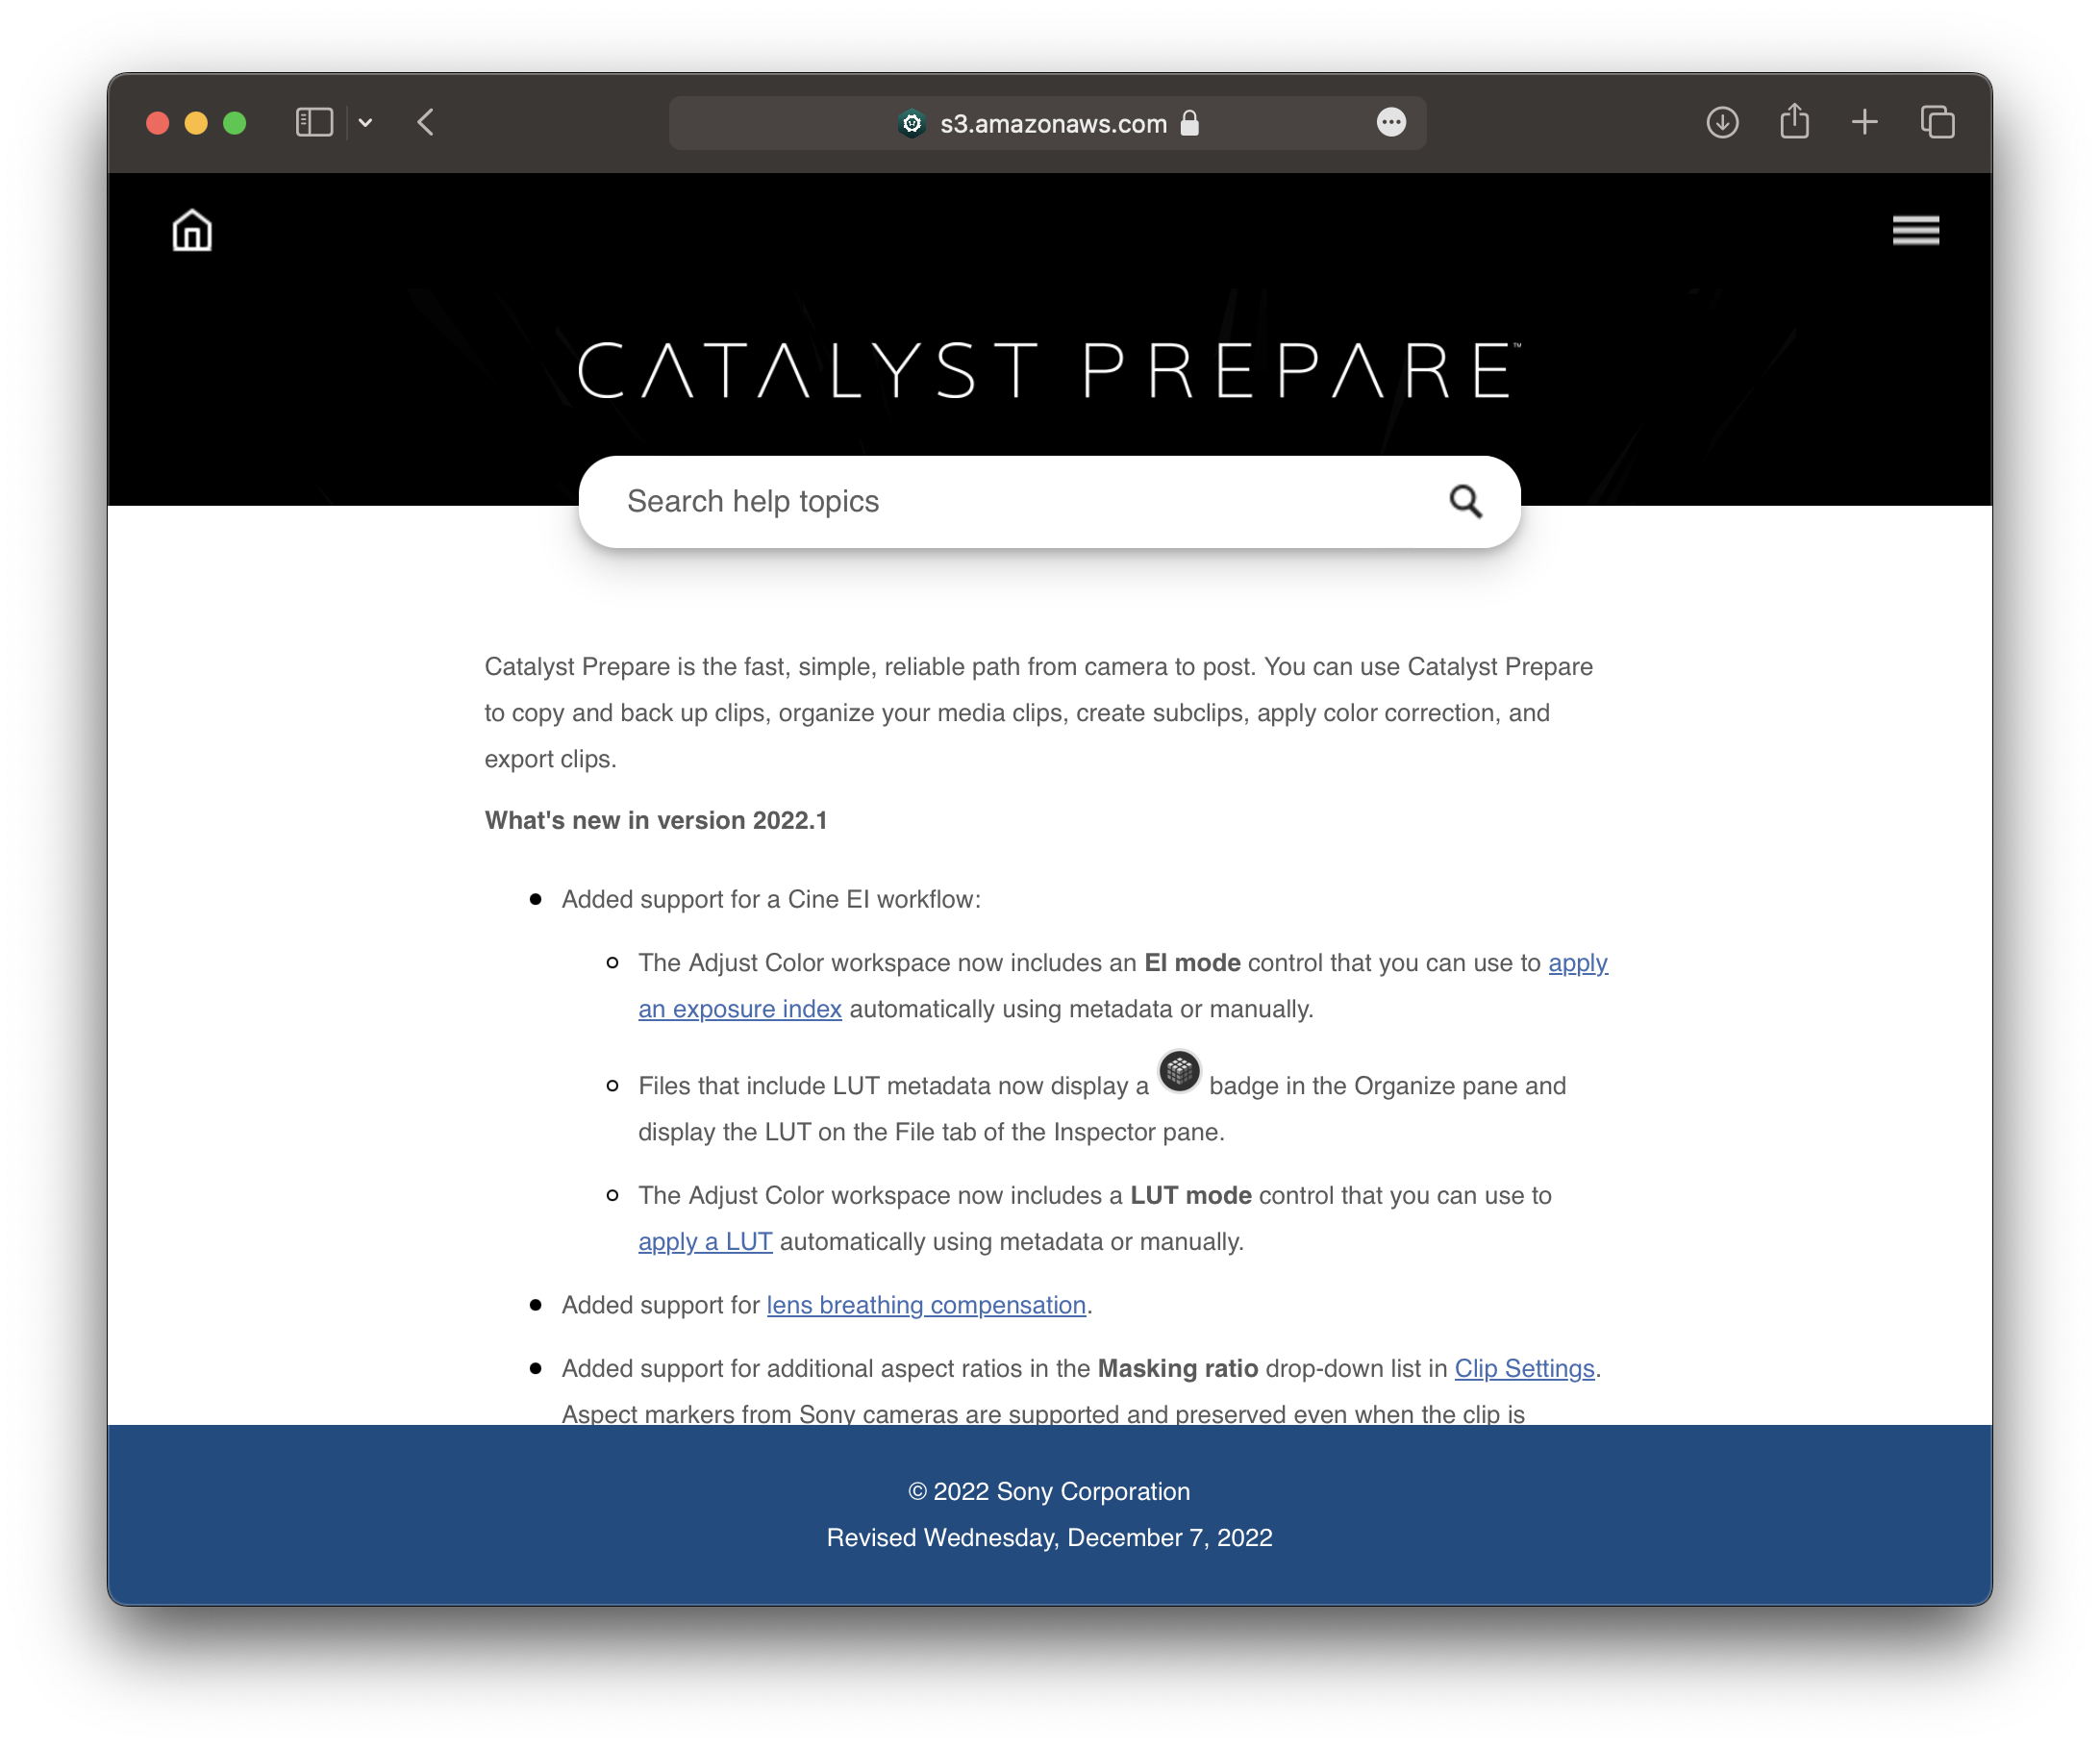 s3.amazonaws.com
CATALYST PREPARE™
Search help topics
Catalyst Prepare is the fast, simple, reliable path from camera to post. You can use Catalyst Prepare
to copy and back up clips, organize your media clips, create subclips, apply color correction, and
export clips.
What's new in version 2022.1
Added support for a Cine EI workflow:
The Adjust Color workspace now includes an EI mode control that you can use to apply
an exposure index automatically using metadata or manually.
Files that include LUT metadata now display a badge in the Organize pane and
display the LUT on the File tab of the Inspector pane.
The Adjust Color workspace now includes a LUT mode control that you can use to
apply a LUT automatically using metadata or manually.
Added support for lens breathing compensation.
Added support for additional aspect ratios in the Masking ratio drop-down list in Clip Settings.
Aspect markers from Sony cameras are supported and preserved even when the clip is
© 2022 Sony Corporation
Revised Wednesday, December 7, 2022